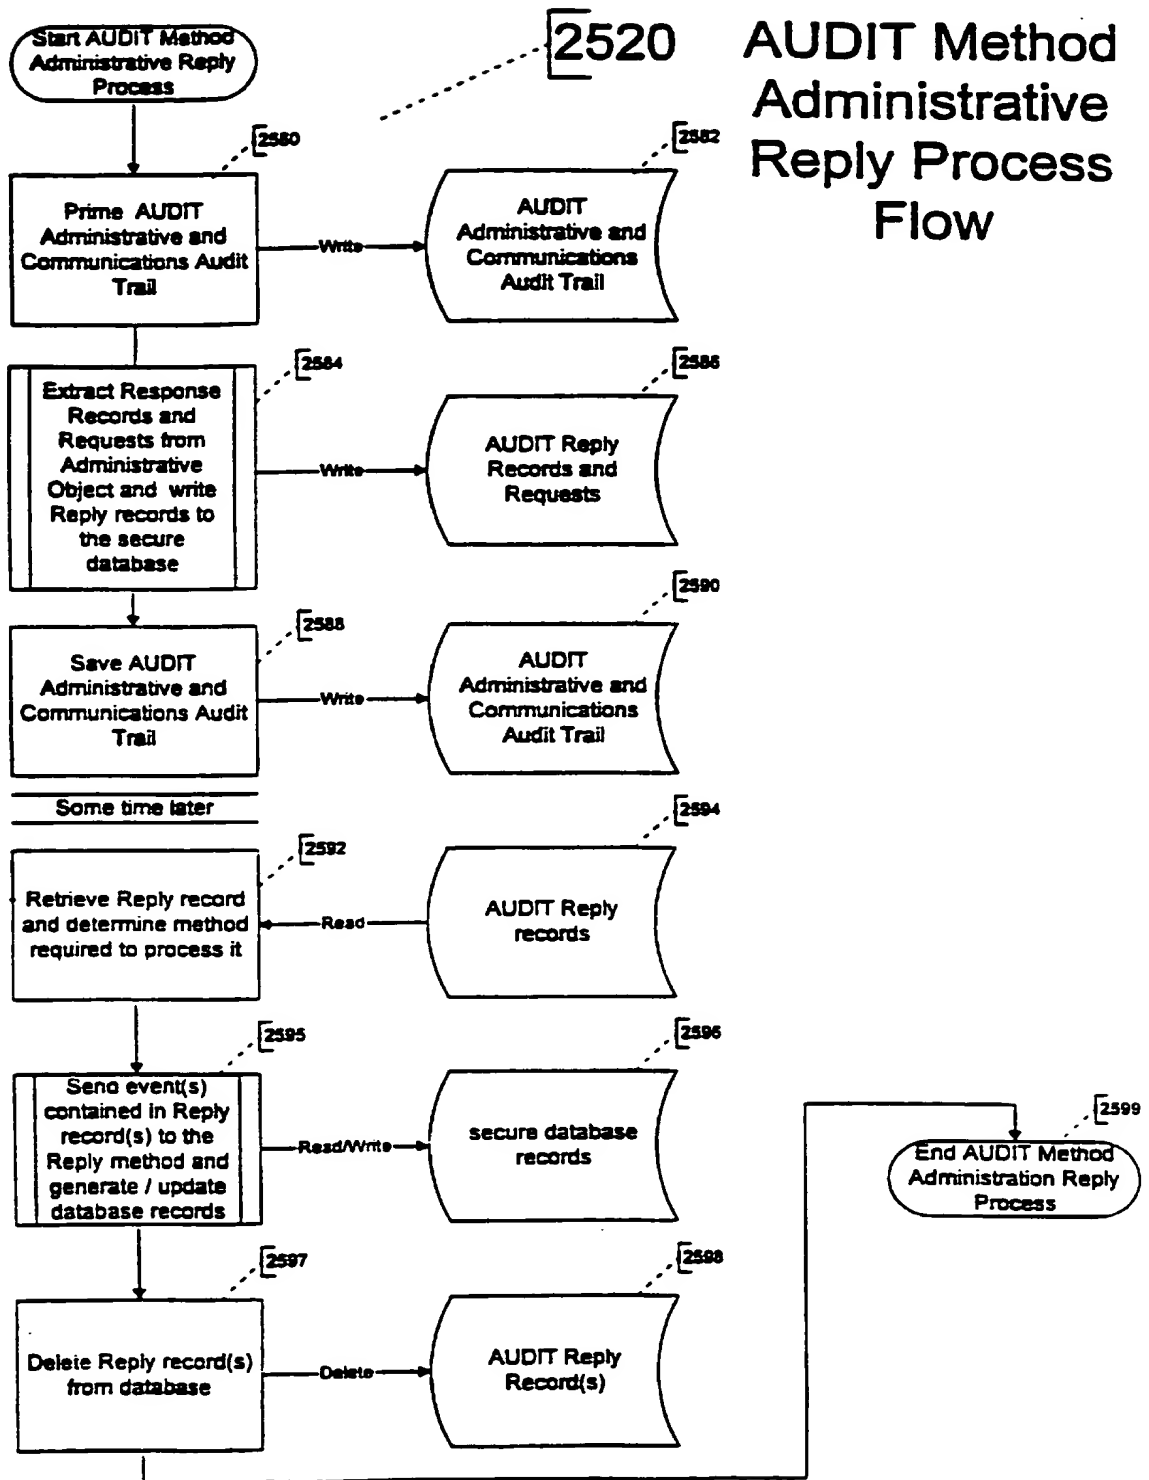 Start AUDIT Method
Administrative Reply
Process
2520
AUDIT Method
Administrative
Reply Process
Flow
2580
Prime AUDIT
Administrative and
Communications Audit
Trail
Write
2582
AUDIT
Administrative and
Communications
Audit Trail
2584
Extract Response
Records and
Requests from
Administrative
Object and write
Reply records to
the secure
database
Write
2586
AUDIT Reply
Records and
Requests
2588
Save AUDIT
Administrative and
Communications Audit
Trail
Write
2590
AUDIT
Administrative and
Communications
Audit Trail
Some time later
2592
Retrieve Reply record
and determine method
required to process it
Read
2594
AUDIT Reply
records
2595
Send event(s)
contained in Reply
record(s) to the
Reply method and
generate / update
database records
Read/Write
2596
secure database
records
2597
Delete Reply record(s)
from database
Delete
2598
AUDIT Reply
Record(s)
2599
End AUDIT Method
Administration Reply
Process